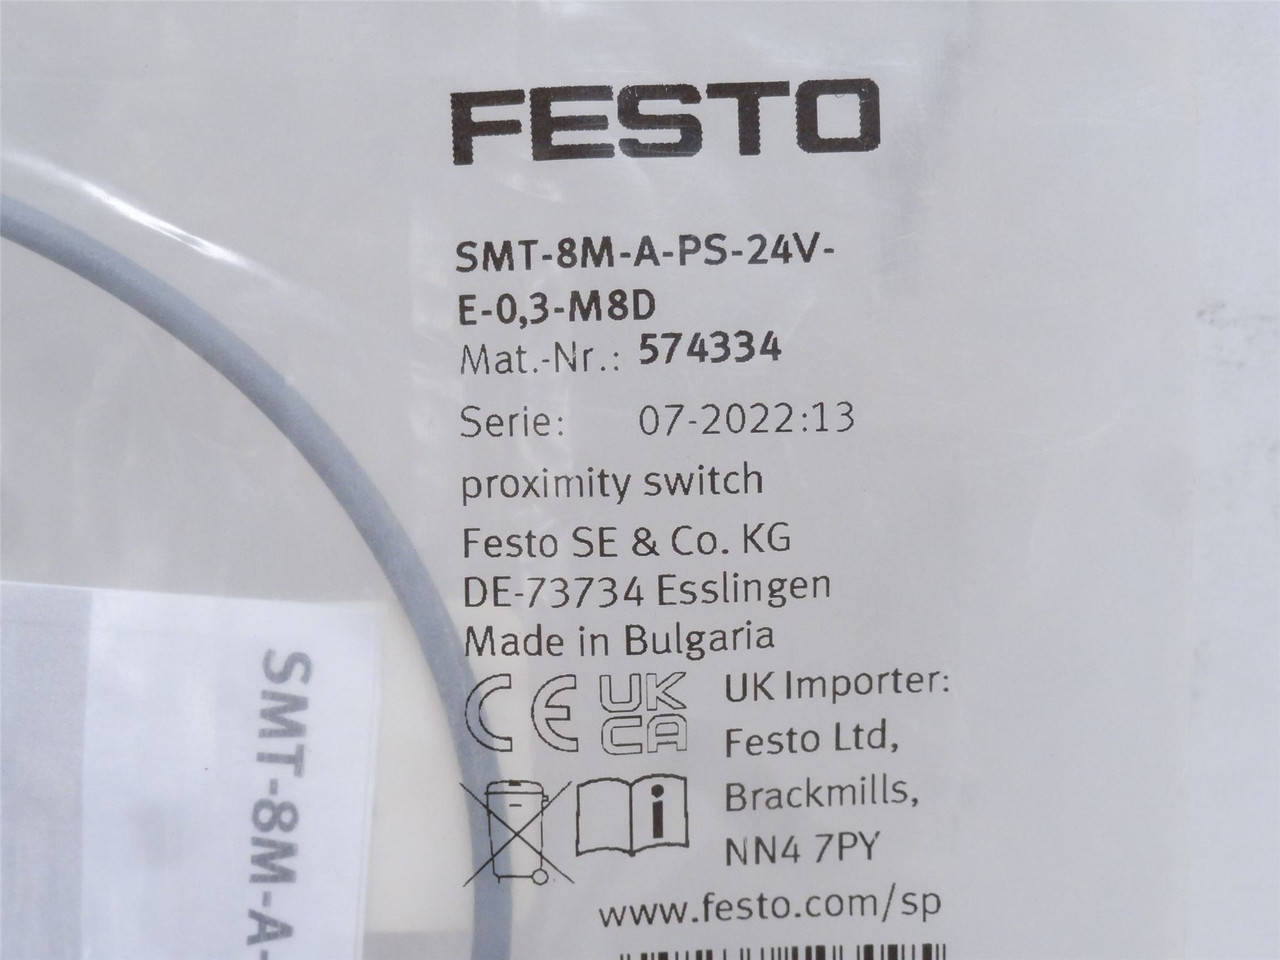 FESTO
SMT-8M-A-PS-24V-
E-0,3-M8D
Mat.-Nr.: 574334
Serie: 07-2022:13
proximity switch
Festo SE & Co. KG
DE-73734 Esslingen
Made in Bulgaria
CE UK CA
UK Importer:
Festo Ltd,
Brackmills,
NN4 7PY
www.festo.com/sp
SMT-8M-A-